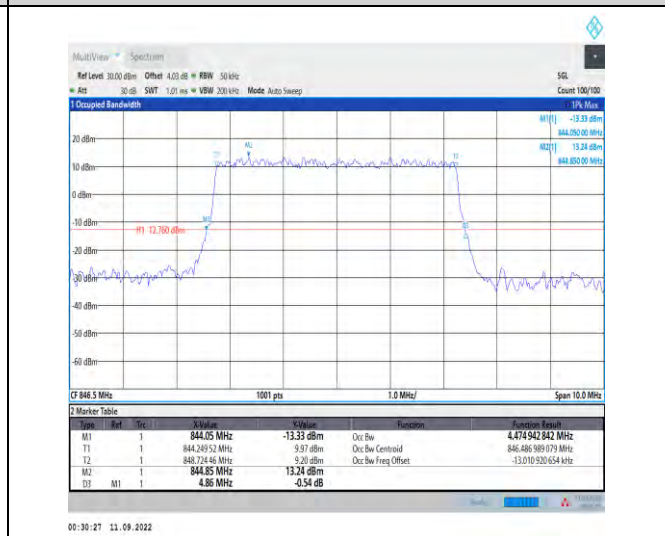 MultiView Spectrum
Ref Level 30.00 dBm Offset 4.03 dB RBW 50 kHz SGL
Att 30 dB SWT 1.01 ms VBW 200 kHz Mode Auto Sweep Count 100/100
1 Occupied Bandwidth 1Pk Max
M1[1] -13.33 dBm
844.050 00 MHz
M2[1] 13.24 dBm
844.850 00 MHz
20 dBm
M2
T1 T2
10 dBm
0 dBm
-10 dBm
M1 D3
H1 -12.760 dBm
-20 dBm
-30 dBm
-40 dBm
-50 dBm
-60 dBm
CF 846.5 MHz 1001 pts 1.0 MHz/ Span 10.0 MHz
2 Marker Table
Type Ref Trc X-Value Y-Value Function Function Result
M1 1 844.05 MHz -13.33 dBm Occ Bw 4.474 942 842 MHz
T1 1 844.249 52 MHz 9.97 dBm Occ Bw Centroid 846.486 989 079 MHz
T2 1 848.724 46 MHz 9.20 dBm Occ Bw Freq Offset -13.010 920 654 kHz
M2 1 844.85 MHz 13.24 dBm
D3 M1 1 4.86 MHz -0.54 dB
00:30:27 11.09.2022